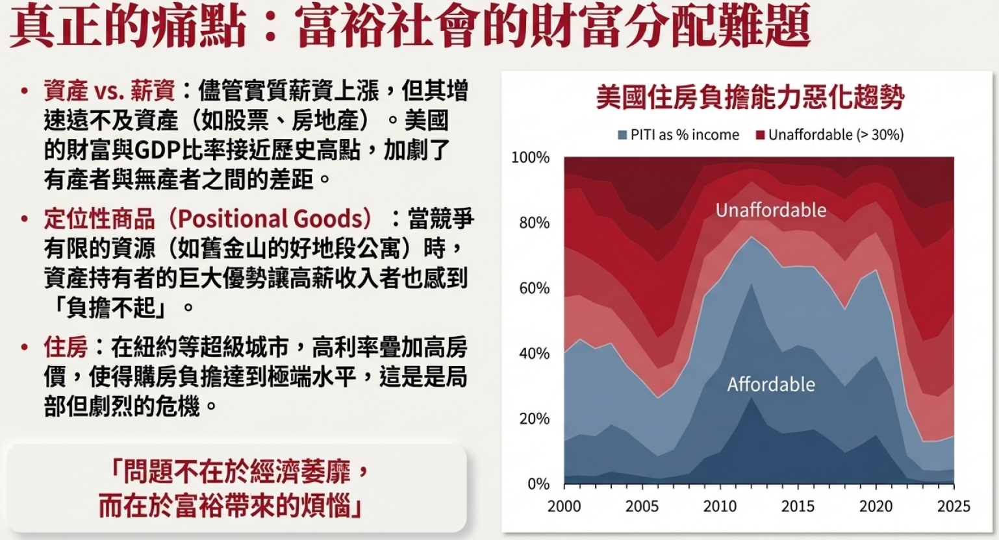 真正的痛點：富裕社會的財富分配難題
• 資產 vs. 薪資：儘管實質薪資上漲，但其增
速遠不及資產（如股票、房地產）。美國
的財富與GDP比率接近歷史高點，加劇了
有產者與無產者之間的差距。
• 定位性商品（Positional Goods）：當競爭
有限的資源（如舊金山的好地段公寓）時，
資產持有者的巨大優勢讓高薪收入者也感到
「負擔不起」。
• 住房：在紐約等超級城市，高利率疊加高房
價，使得購房負擔達到極端水平，這是是局
部但劇烈的危機。
「問題不在於經濟萎靡，
而在於富裕帶來的煩惱」
美國住房負擔能力惡化趨勢
PITI as % income Unaffordable (> 30%)
100%
80%
60%
40%
20%
0%
Unaffordable
Affordable
2000 2005 2010 2015 2020 2025